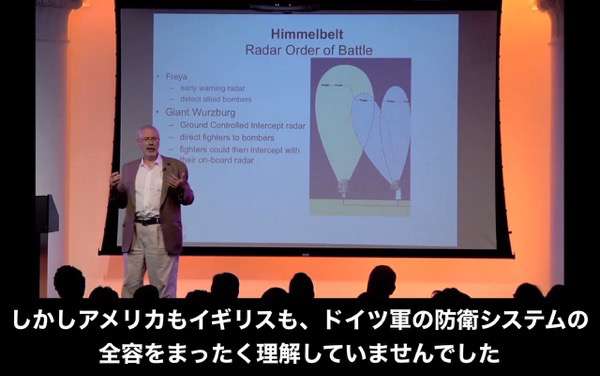 Himmelbelt
Radar Order of Battle
• Freya
– early warning radar
– detect allied bombers
• Giant Wurzburg
– Ground Controlled Intercept radar
– direct fighters to bombers
– fighters could then intercept with
their on-board radar
しかしアメリカもイギリスも、ドイツ軍の防衛システムの
全容をまったく理解していませんでした